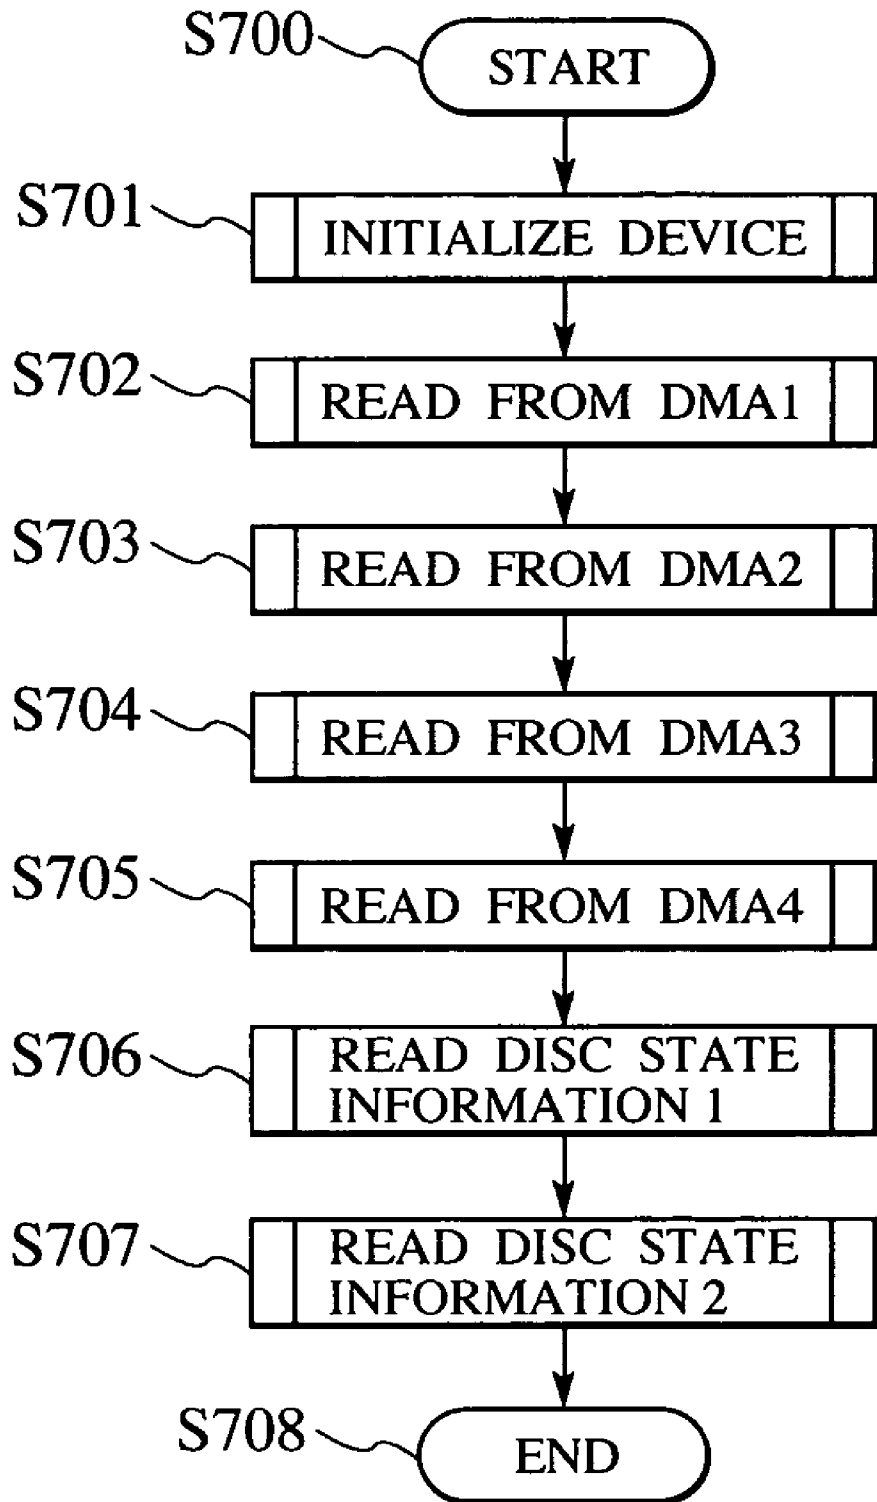 S700
START
S701
INITIALIZE DEVICE
S702
READ FROM DMA1
S703
READ FROM DMA2
S704
READ FROM DMA3
S705
READ FROM DMA4
S706
READ DISC STATE
INFORMATION 1
S707
READ DISC STATE
INFORMATION 2
S708
END